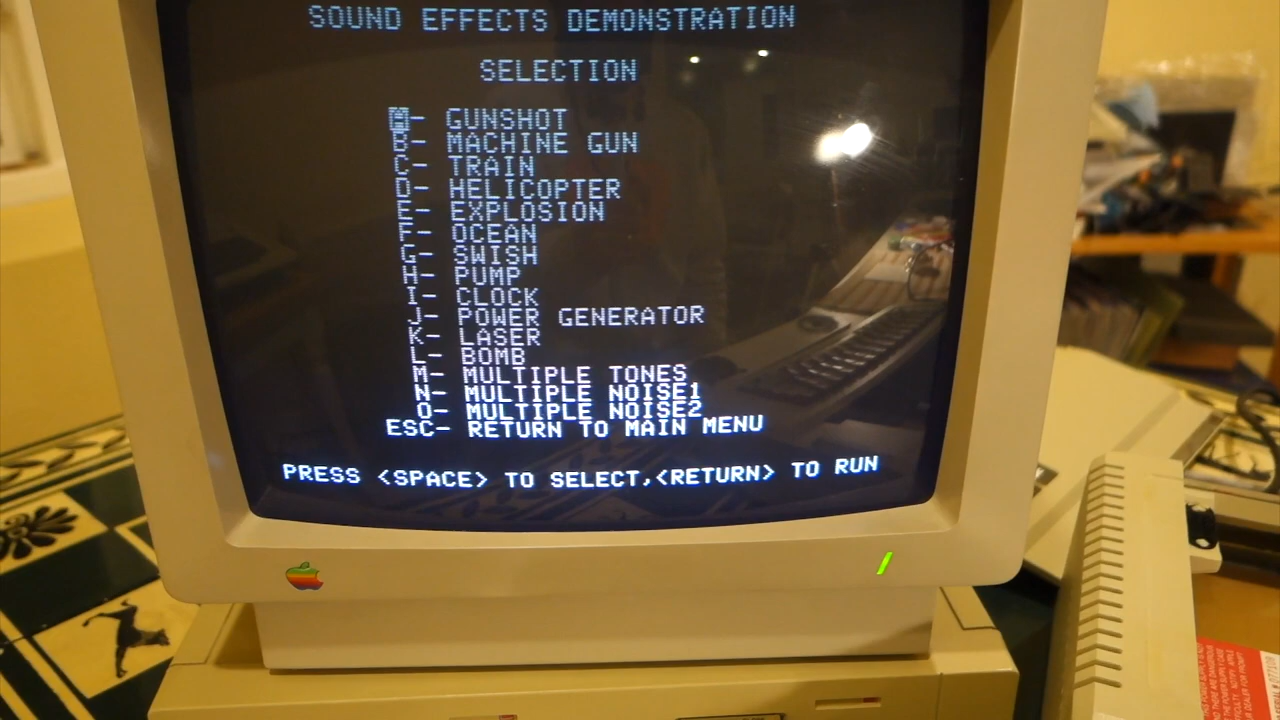 SOUND EFFECTS DEMONSTRATION
SELECTION
A- GUNSHOT
B- MACHINE GUN
C- TRAIN
D- HELICOPTER
E- EXPLOSION
F- OCEAN
G- SWISH
H- PUMP
I- CLOCK
J- POWER GENERATOR
K- LASER
L- BOMB
M- MULTIPLE TONES
N- MULTIPLE NOISE1
O- MULTIPLE NOISE2
ESC- RETURN TO MAIN MENU
PRESS <SPACE> TO SELECT,<RETURN> TO RUN